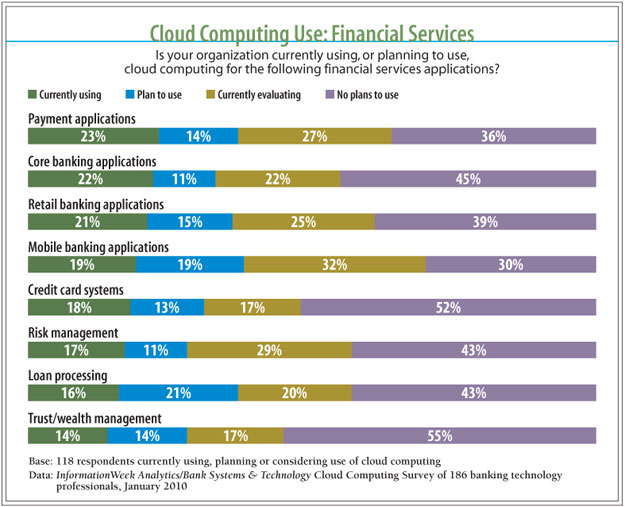 Cloud Computing Use: Financial Services
Is your organization currently using, or planning to use,
cloud computing for the following financial services applications?
Currently using Plan to use Currently evaluating No plans to use
Payment applications
23% 14% 27% 36%
Core banking applications
22% 11% 22% 45%
Retail banking applications
21% 15% 25% 39%
Mobile banking applications
19% 19% 32% 30%
Credit card systems
18% 13% 17% 52%
Risk management
17% 11% 29% 43%
Loan processing
16% 21% 20% 43%
Trust/wealth management
14% 14% 17% 55%
Base: 118 respondents currently using, planning or considering use of cloud computing
Data: InformationWeek Analytics/Bank Systems & Technology Cloud Computing Survey of 186 banking technology
professionals, January 2010